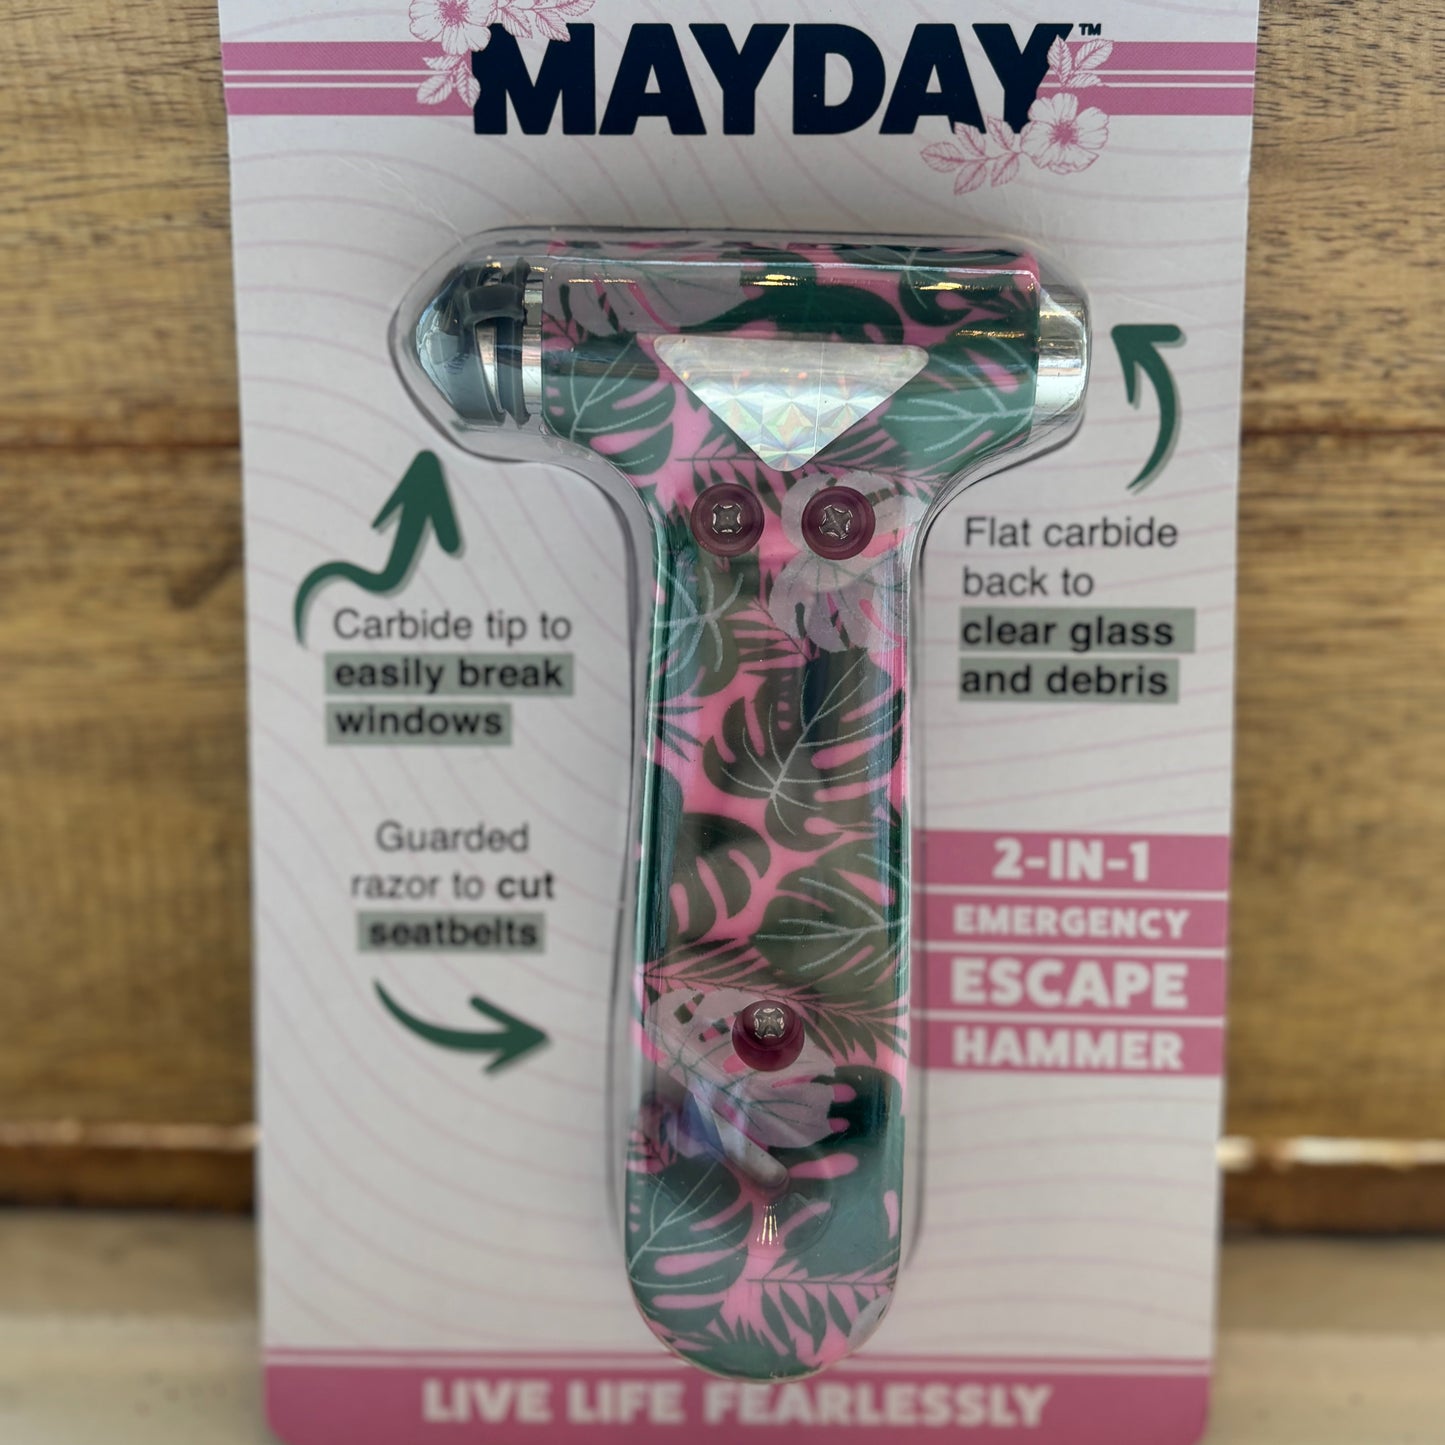 MAYDAY™
Carbide tip to
easily break
windows
Flat carbide
back to
clear glass
and debris
Guarded
razor to cut
seatbelts
2-IN-1
EMERGENCY
ESCAPE
HAMMER
LIVE LIFE FEARLESSLY